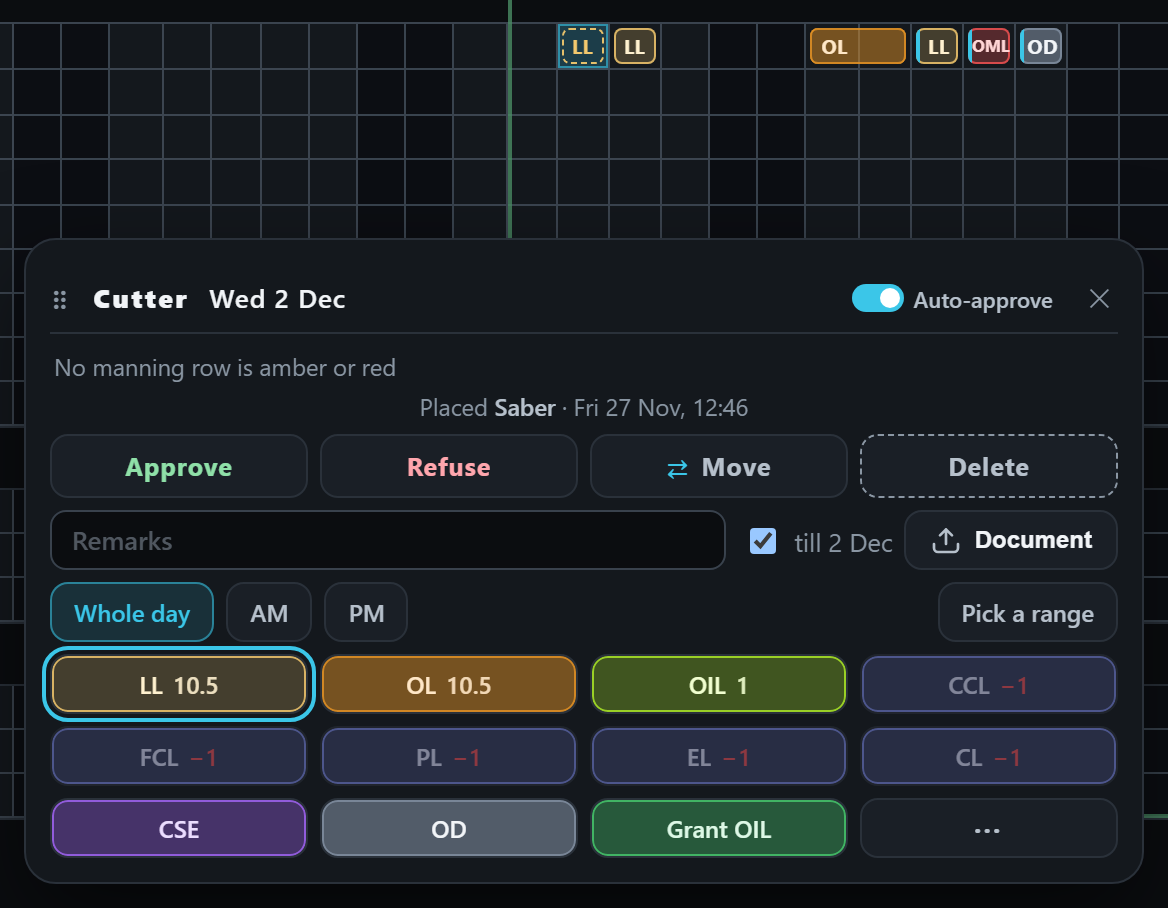 LL LL OL LL OML OD
Cutter Wed 2 Dec Auto-approve
No manning row is amber or red
Placed Saber · Fri 27 Nov, 12:46
Approve Refuse ⇄ Move Delete
Remarks till 2 Dec Document
Whole day AM PM Pick a range
LL 10.5 OL 10.5 OIL 1 CCL −1
FCL −1 PL −1 EL −1 CL −1
CSE OD Grant OIL ...